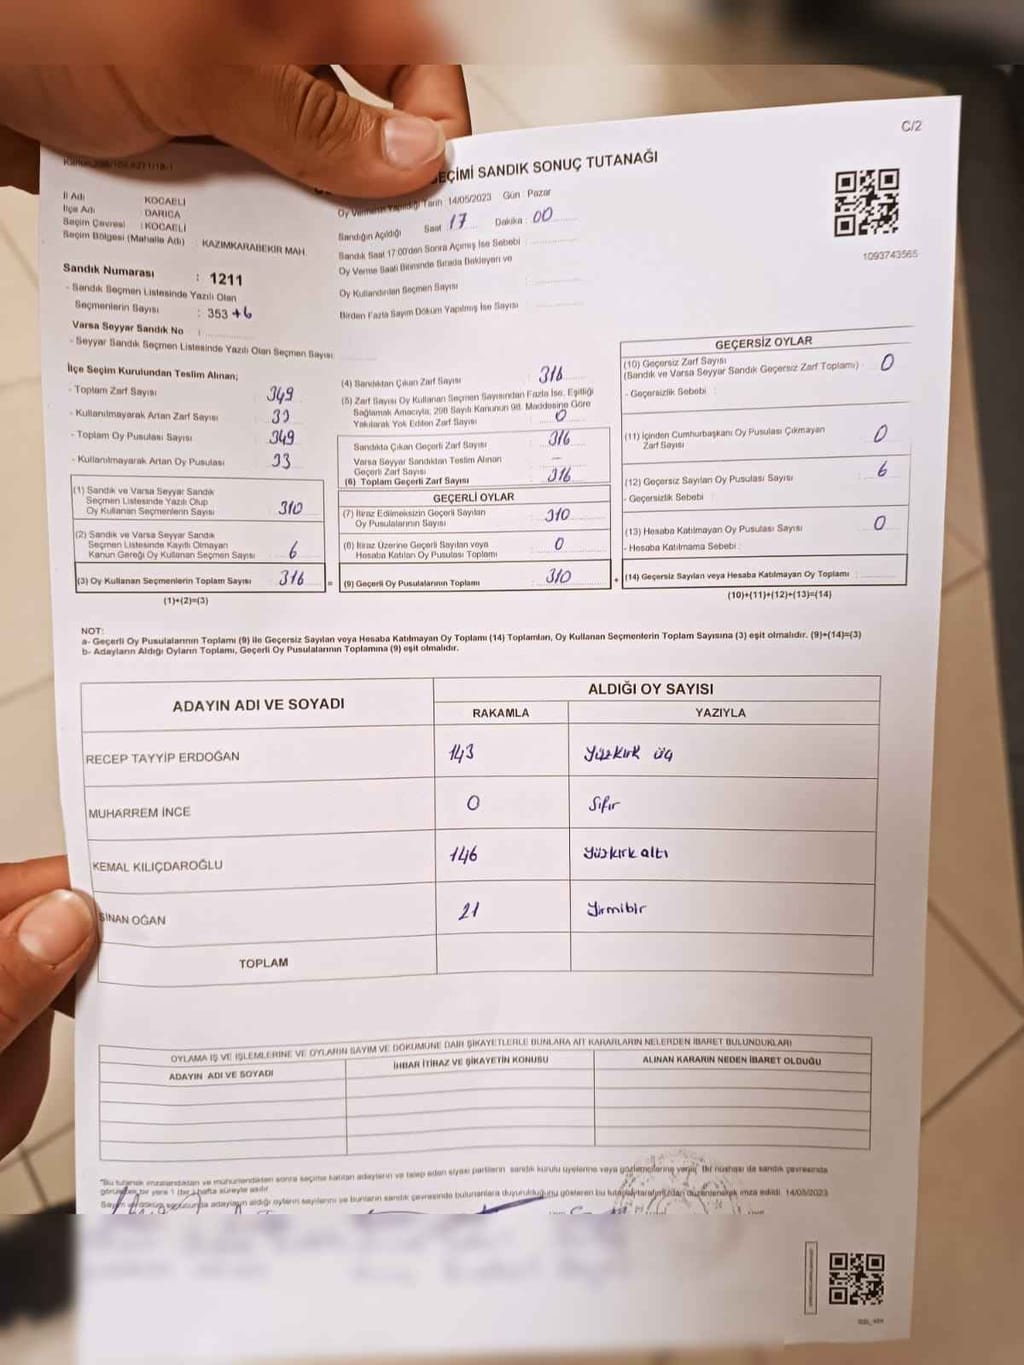 C/2
EÇİMİ SANDIK SONUÇ TUTANAĞI
İl Adı KOCAELİ
İlçe Adı DARICA
Seçim Çevresi : KOCAELİ
Seçim Bölgesi (Mahalle Adı) : KAZIMKARABEKİR MAH.
Tarih 14/05/2023 Gün : Pazar
Sandığın Açıldığı Saat 17 Dakika : 00
Sandık Saat 17:00'den Sonra Açılmış İse Sebebi :
Oy Verme Saati Bitiminde Sırada Bekleyen ve
Oy Kullandırılan Seçmen Sayısı :
Birden Fazla Sayım Döküm Yapılmış İse Sayısı :
1093743565
Sandık Numarası : 1211
- Sandık Seçmen Listesinde Yazılı Olan
Seçmenlerin Sayısı : 353 +6
Varsa Seyyar Sandık No :
- Seyyar Sandık Seçmen Listesinde Yazılı Olan Seçmen Sayısı :
İlçe Seçim Kurulundan Teslim Alınan;
- Toplam Zarf Sayısı 349
- Kullanılmayarak Artan Zarf Sayısı 33
- Toplam Oy Pusulası Sayısı 349
- Kullanılmayarak Artan Oy Pusulası 33
(1) Sandık ve Varsa Seyyar Sandık
Seçmen Listesinde Yazılı Olup
Oy Kullanan Seçmenlerin Sayısı 310
(2) Sandık ve Varsa Seyyar Sandık
Seçmen Listesinde Kayıtlı Olmayan
Kanun Gereği Oy Kullanan Seçmen Sayısı 6
(3) Oy Kullanan Seçmenlerin Toplam Sayısı 316 =
(1)+(2)=(3)
(4) Sandıktan Çıkan Zarf Sayısı 316
(5) Zarf Sayısı Oy Kullanan Seçmen Sayısından Fazla İse, Eşitliği
Sağlamak Amacıyla, 298 Sayılı Kanunun 98. Maddesine Göre
Yakılarak Yok Edilen Zarf Sayısı 0
Sandıkta Çıkan Geçerli Zarf Sayısı 316
Varsa Seyyar Sandıktan Teslim Alınan
Geçerli Zarf Sayısı –
(6) Toplam Geçerli Zarf Sayısı 316
GEÇERLİ OYLAR
(7) İtiraz Edilmeksizin Geçerli Sayılan
Oy Pusulalarının Sayısı 310
(8) İtiraz Üzerine Geçerli Sayılan veya
Hesaba Katılan Oy Pusulası Toplamı 0
(9) Geçerli Oy Pusulalarının Toplamı 310 +
GEÇERSİZ OYLAR
(10) Geçersiz Zarf Sayısı
(Sandık ve Varsa Seyyar Sandık Geçersiz Zarf Toplamı) : 0
- Geçersizlik Sebebi :
(11) İçinden Cumhurbaşkanı Oy Pusulası Çıkmayan
Zarf Sayısı 0
(12) Geçersiz Sayılan Oy Pusulası Sayısı 6
- Geçersizlik Sebebi :
(13) Hesaba Katılmayan Oy Pusulası Sayısı 0
- Hesaba Katılmama Sebebi :
(14) Geçersiz Sayılan veya Hesaba Katılmayan Oy Toplamı :
(10)+(11)+(12)+(13)=(14)
NOT:
a- Geçerli Oy Pusulalarının Toplamı (9) ile Geçersiz Sayılan veya Hesaba Katılmayan Oy Toplamı (14) Toplamları, Oy Kullanan Seçmenlerin Toplam Sayısına (3) eşit olmalıdır. (9)+(14)=(3)
b- Adayların Aldığı Oyların Toplamı, Geçerli Oy Pusulalarının Toplamına (9) eşit olmalıdır.
ADAYIN ADI VE SOYADI
ALDIĞI OY SAYISI
RAKAMLA YAZIYLA
RECEP TAYYİP ERDOĞAN 143 Yüzkırk üç
MUHARREM İNCE 0 Sıfır
KEMAL KILIÇDAROĞLU 146 Yüzkırk altı
SİNAN OĞAN 21 Yirmibir
TOPLAM
OYLAMA İŞ VE İŞLEMLERİNE VE OYLARIN SAYIM VE DÖKÜMÜNE DAİR ŞİKAYETLERLE BUNLARA AİT KARARLARIN NELERDEN İBARET BULUNDUKLARI
ADAYIN ADI VE SOYADI İHBAR İTİRAZ VE ŞİKAYETİN KONUSU ALINAN KARARIN NEDEN İBARET OLDUĞU
"Bu tutanak imzalandıktan ve mühürlendikten sonra seçime katılan adayların ve talep eden siyasi partilerin sandık kurulu üyelerine veya gözlemcilerine verilir. İki nüshası da sandık çevresinde
görülebilir bir yere 1 (bir) hafta süreyle asılır.
adayların aldığı oyların sayılarını ve bunların sandık çevresinde bulunanlara duyurulduğunu gösteren bu tutanak tarafımızdan düzenlenerek imza edildi. 14/05/2023